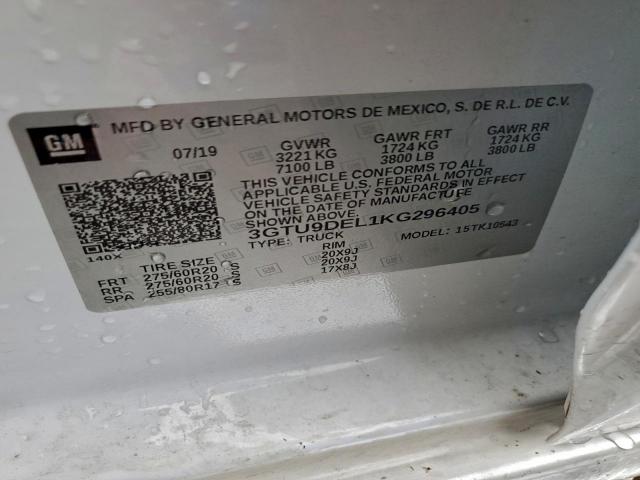 GM
MFD BY GENERAL MOTORS DE MEXICO, S. DE R.L. DE C.V.
07/19 GVWR GAWR FRT GAWR RR
3221 KG 1724 KG 1724 KG
7100 LB 3800 LB 3800 LB
THIS VEHICLE CONFORMS TO ALL
APPLICABLE U.S. FEDERAL MOTOR
VEHICLE SAFETY STANDARDS IN EFFECT
ON THE DATE OF MANUFACTURE
SHOWN ABOVE.
3GTU9DEL1KG296405
TYPE: TRUCK MODEL: 15TK10543
140X
TIRE SIZE RIM
FRT 275/60R20 S 20X9J
RR 275/60R20 S 20X9J
SPA 255/80R17 S 17X8J